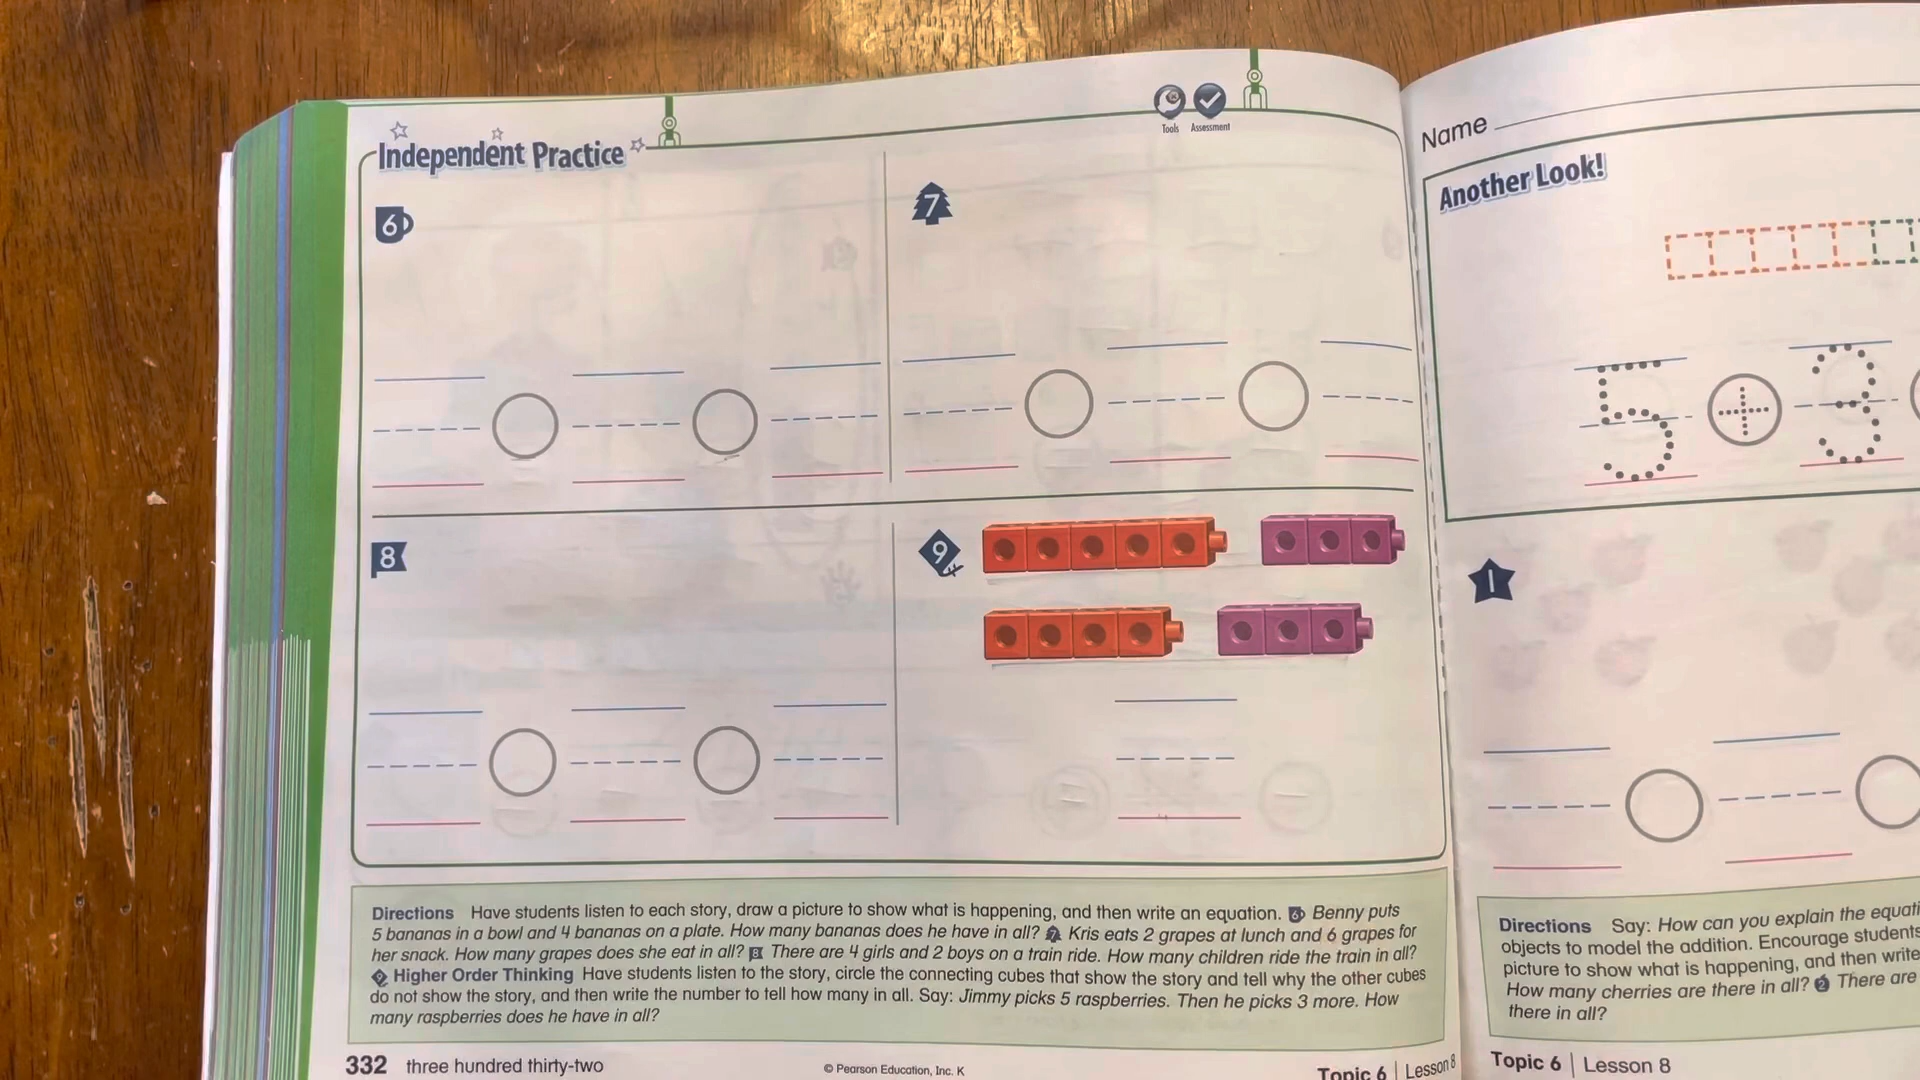 Tools Assessment
Independent Practice
6
7
8
9
Directions Have students listen to each story, draw a picture to show what is happening, and then write an equation. 6 Benny puts
5 bananas in a bowl and 4 bananas on a plate. How many bananas does he have in all? 7 Kris eats 2 grapes at lunch and 6 grapes for
her snack. How many grapes does she eat in all? 8 There are 4 girls and 2 boys on a train ride. How many children ride the train in all?
9 Higher Order Thinking Have students listen to the story, circle the connecting cubes that show the story and tell why the other cubes
do not show the story, and then write the number to tell how many in all. Say: Jimmy picks 5 raspberries. Then he picks 3 more. How
many raspberries does he have in all?
332 three hundred thirty-two
© Pearson Education, Inc. K
Topic 6 | Lesson 8
Name
Another Look!
5 + 3
1
Directions Say: How can you explain the
objects to model the addition. Encourage students
picture to show what is happening, and then write
How many cherries are there in all? 2 There are
there in all?
Topic 6 | Lesson 8